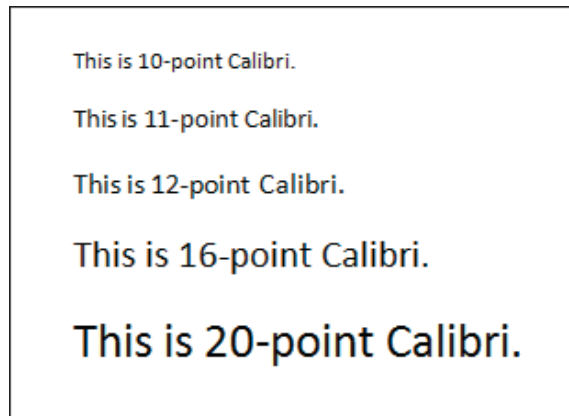 This is 10-point Calibri.
This is 11-point Calibri.
This is 12-point Calibri.
This is 16-point Calibri.
This is 20-point Calibri.